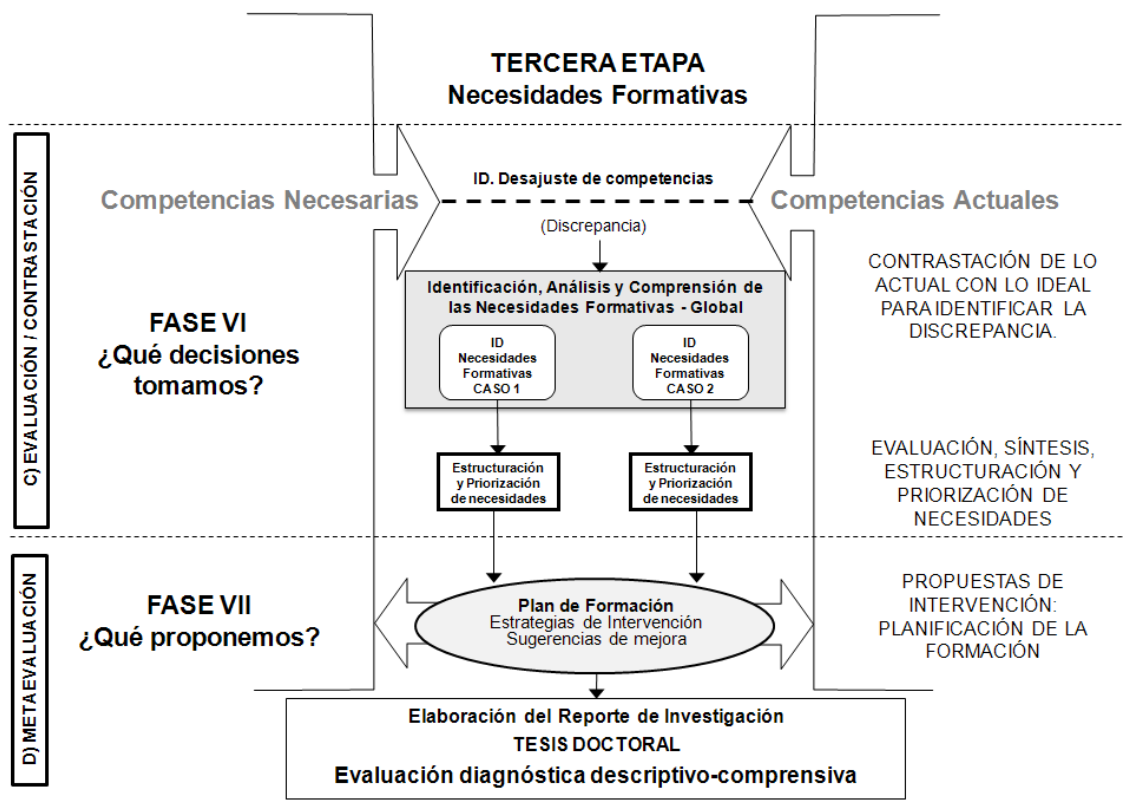 TERCERA ETAPA
Necesidades Formativas
C) EVALUACIÓN / CONTRASTACIÓN
Competencias Necesarias
ID. Desajuste de competencias
(Discrepancia)
Competencias Actuales
FASE VI
¿Qué decisiones
tomamos?
Identificación, Análisis y Comprensión de
las Necesidades Formativas - Global
ID
Necesidades
Formativas
CASO 1
ID
Necesidades
Formativas
CASO 2
CONTRASTACIÓN DE LO
ACTUAL CON LO IDEAL
PARA IDENTIFICAR LA
DISCREPANCIA.
Estructuración
y Priorización
de necesidades
Estructuración
y Priorización
de necesidades
EVALUACIÓN, SÍNTESIS,
ESTRUCTURACIÓN Y
PRIORIZACIÓN DE
NECESIDADES
D) METAEVALUACIÓN
FASE VII
¿Qué proponemos?
Plan de Formación
Estrategias de Intervención
Sugerencias de mejora
PROPUESTAS DE
INTERVENCIÓN:
PLANIFICACIÓN DE LA
FORMACIÓN
Elaboración del Reporte de Investigación
TESIS DOCTORAL
Evaluación diagnóstica descriptivo-comprensiva